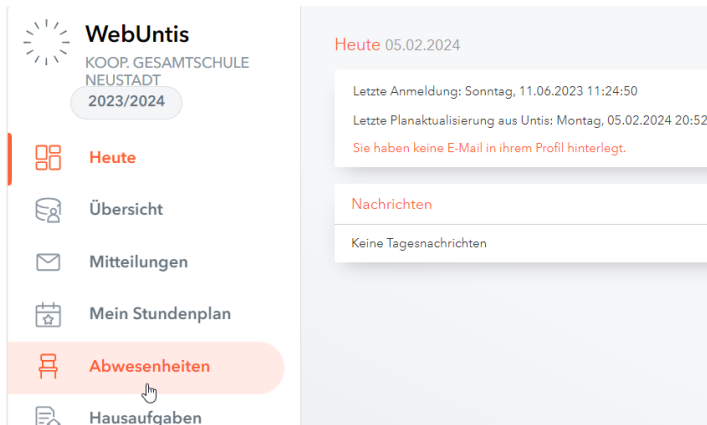 WebUntis
KOOP. GESAMTSCHULE
NEUSTADT
2023/2024
Heute
Übersicht
Mitteilungen
Mein Stundenplan
Abwesenheiten
Hausaufgaben
Heute 05.02.2024
Letzte Anmeldung: Sonntag, 11.06.2023 11:24:50
Letzte Planaktualisierung aus Untis: Montag, 05.02.2024 20:52
Sie haben keine E-Mail in ihrem Profil hinterlegt.
Nachrichten
Keine Tagesnachrichten